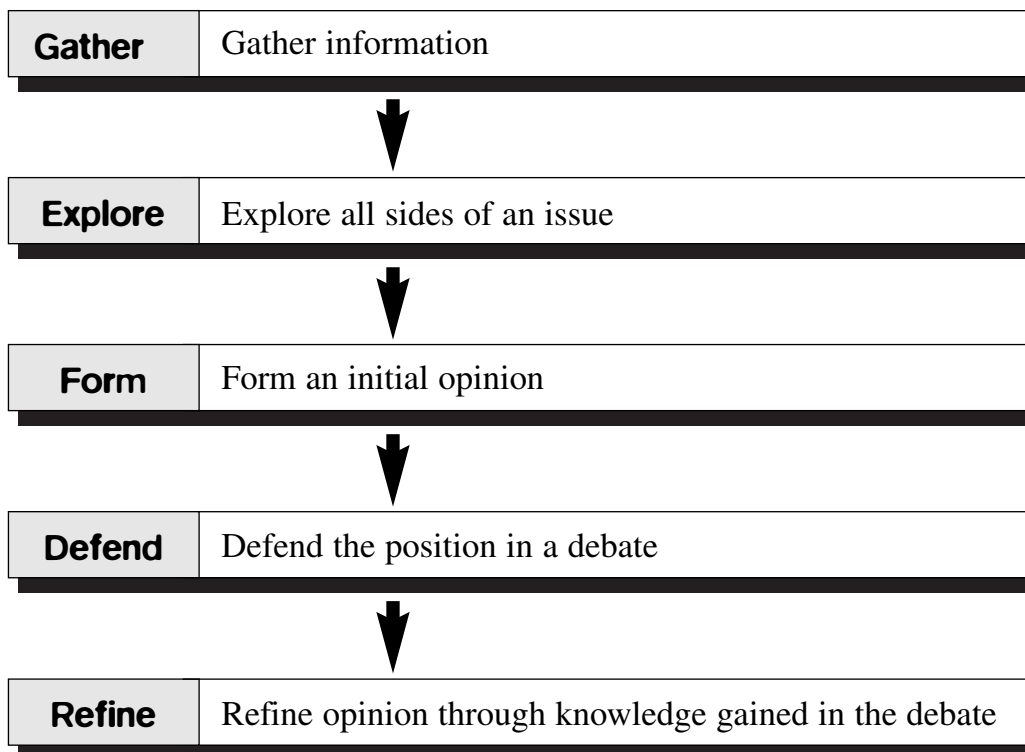 Gather Gather information
Explore Explore all sides of an issue
Form Form an initial opinion
Defend Defend the position in a debate
Refine Refine opinion through knowledge gained in the debate